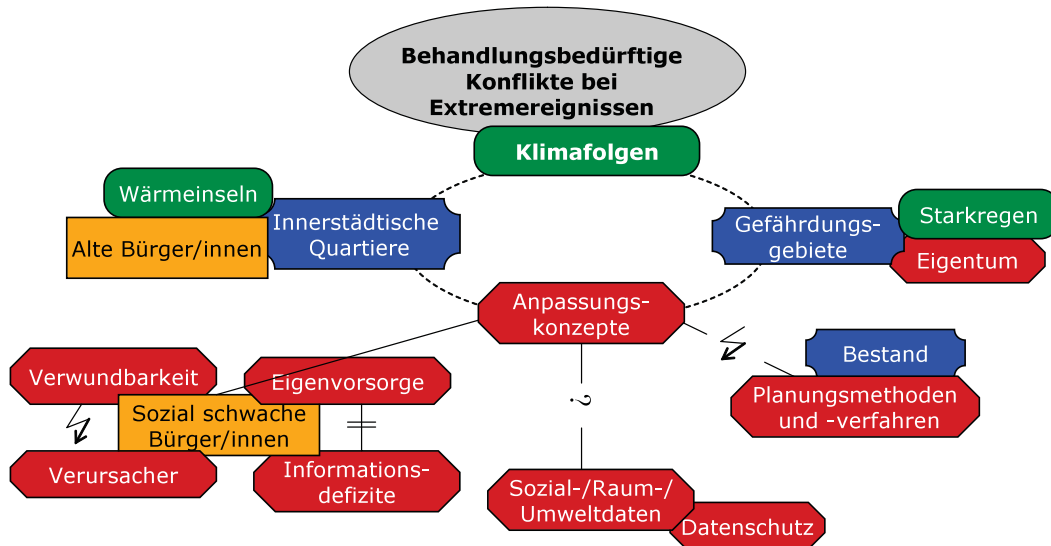 Behandlungsbedürftige
Konflikte bei
Extremereignissen
Klimafolgen
Wärmeinseln
Alte Bürger/innen
Innerstädtische
Quartiere
Gefährdungs-
gebiete
Starkregen
Eigentum
Anpassungs-
konzepte
Verwundbarkeit
Eigenvorsorge
Sozial schwache
Bürger/innen
Verursacher
Informations-
defizite
?
Bestand
Planungsmethoden
und -verfahren
Sozial-/Raum-/
Umweltdaten
Datenschutz